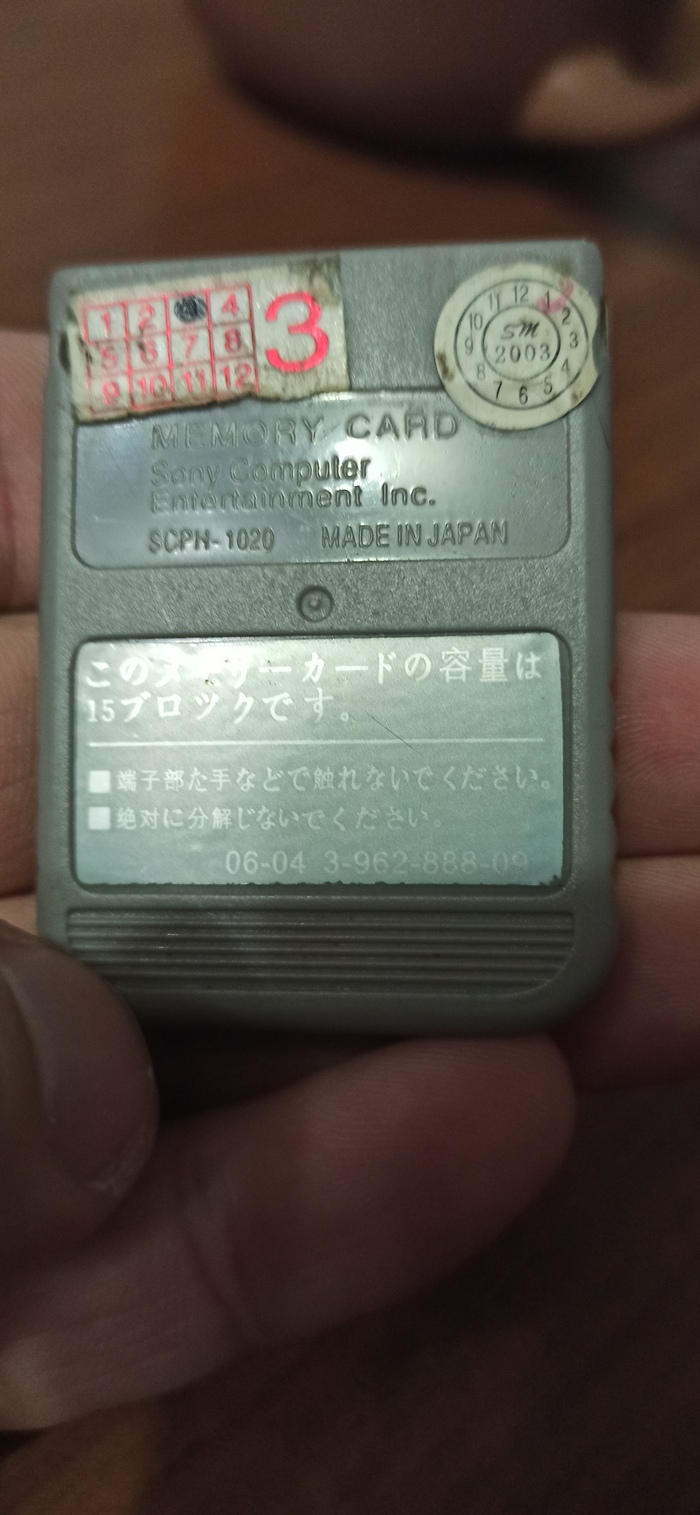 1 2 4
5 6 7 8
9 10 11 12
3
12 1 2 3 4 5 6 7 8 9 10 11
SM
2003
MEMORY CARD
Sony Computer
Entertainment Inc.
SCPH-1020 MADE IN JAPAN
このメモリーカードの容量は
15ブロックです。
■端子部た手などで触れないでください。
■绝対に分解じないでください。
06-04 3-962-888-09